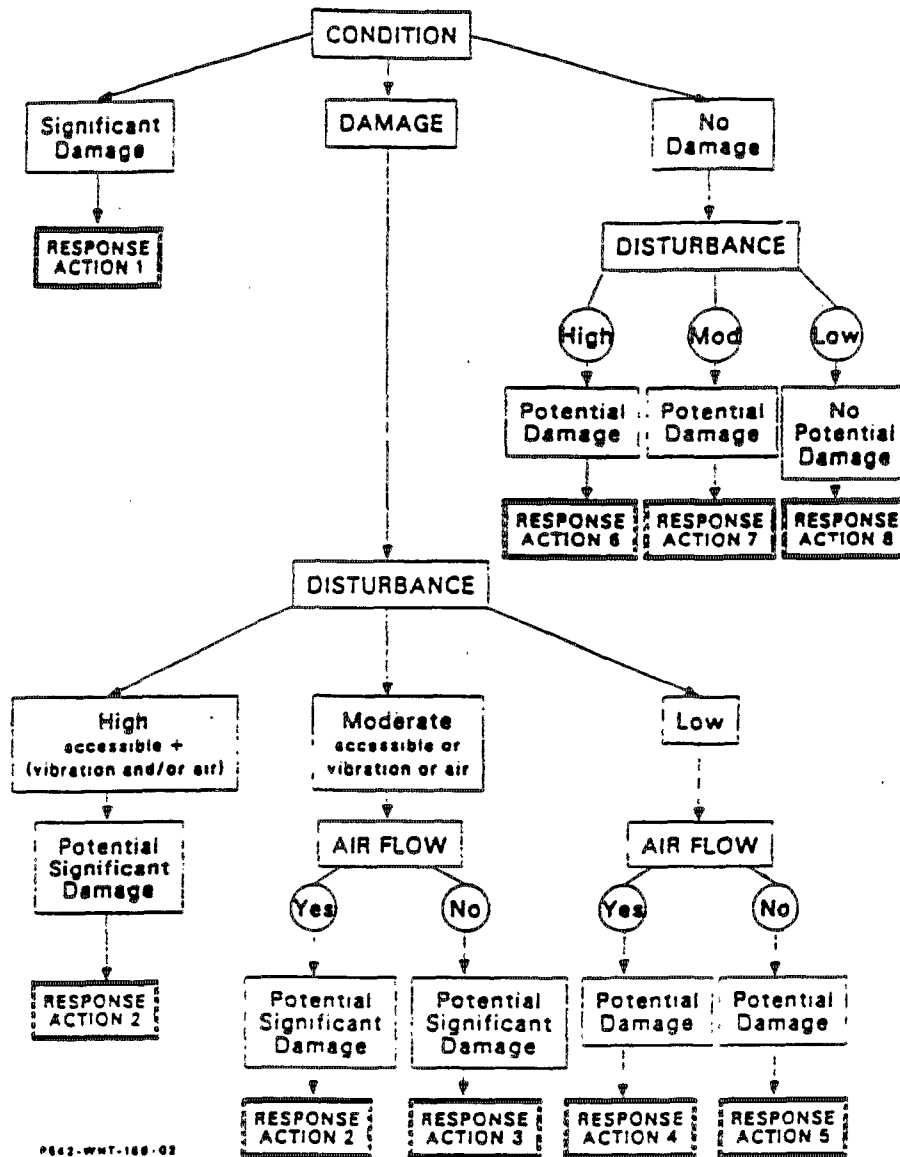 CONDITION
Significant
Damage
DAMAGE
No
Damage
RESPONSE
ACTION 1
DISTURBANCE
High
Mod
Low
Potential
Damage
Potential
Damage
No
Potential
Damage
RESPONSE
ACTION 6
RESPONSE
ACTION 7
RESPONSE
ACTION 8
DISTURBANCE
High
accessible +
(vibration and/or air)
Moderate
accessible or
vibration or air
Low
Potential
Significant
Damage
AIR FLOW
AIR FLOW
Yes
No
Yes
No
RESPONSE
ACTION 2
Potential
Significant
Damage
Potential
Significant
Damage
Potential
Damage
Potential
Damage
RESPONSE
ACTION 2
RESPONSE
ACTION 3
RESPONSE
ACTION 4
RESPONSE
ACTION 5